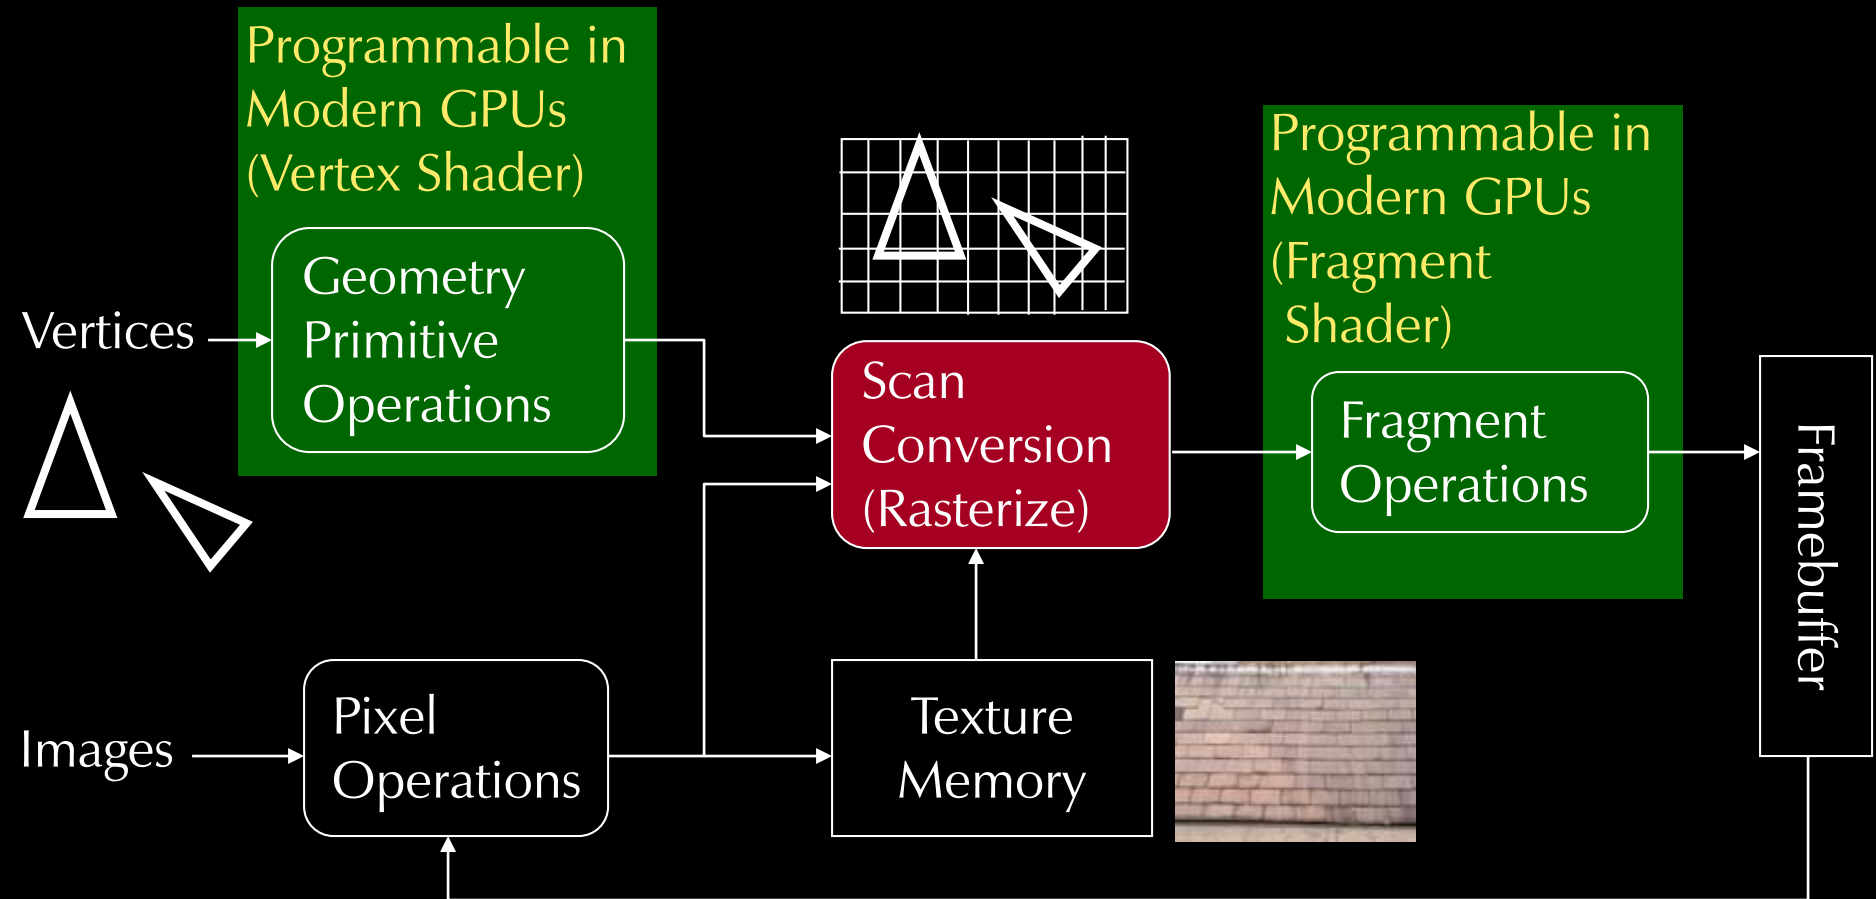 Programmable in
Modern GPUs
(Vertex Shader)
Geometry
Primitive
Operations
Vertices
Scan
Conversion
(Rasterize)
Programmable in
Modern GPUs
(Fragment
Shader)
Fragment
Operations
Framebuffer
Images
Pixel
Operations
Texture
Memory